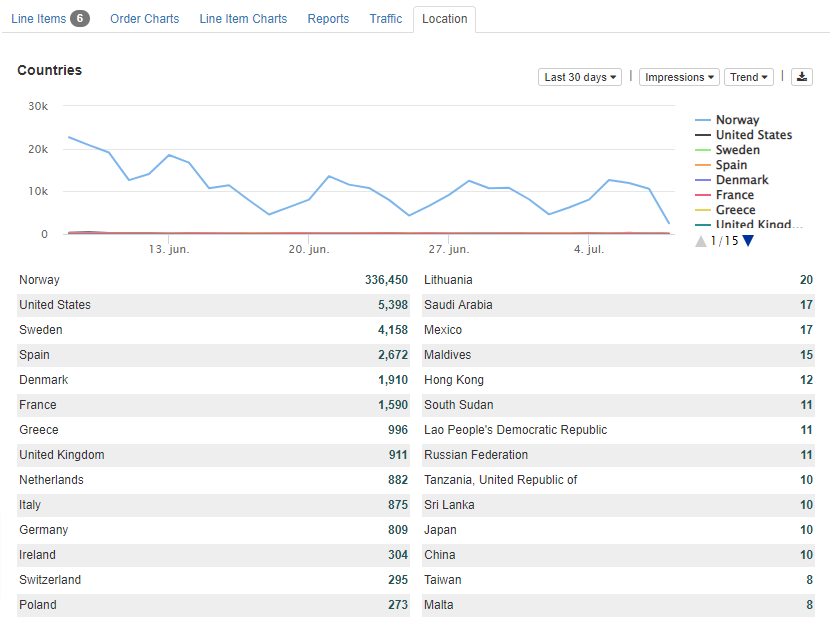 Line Items 6 Order Charts Line Item Charts Reports Traffic Location
Countries
Last 30 days Impressions Trend
30k
20k
10k
0
13. jun. 20. jun. 27. jun. 4. jul.
Norway
United States
Sweden
Spain
Denmark
France
Greece
United Kingd...
1/15
Norway 336,450 Lithuania 20
United States 5,398 Saudi Arabia 17
Sweden 4,158 Mexico 17
Spain 2,672 Maldives 15
Denmark 1,910 Hong Kong 12
France 1,590 South Sudan 11
Greece 996 Lao People's Democratic Republic 11
United Kingdom 911 Russian Federation 11
Netherlands 882 Tanzania, United Republic of 10
Italy 875 Sri Lanka 10
Germany 809 Japan 10
Ireland 304 China 10
Switzerland 295 Taiwan 8
Poland 273 Malta 8